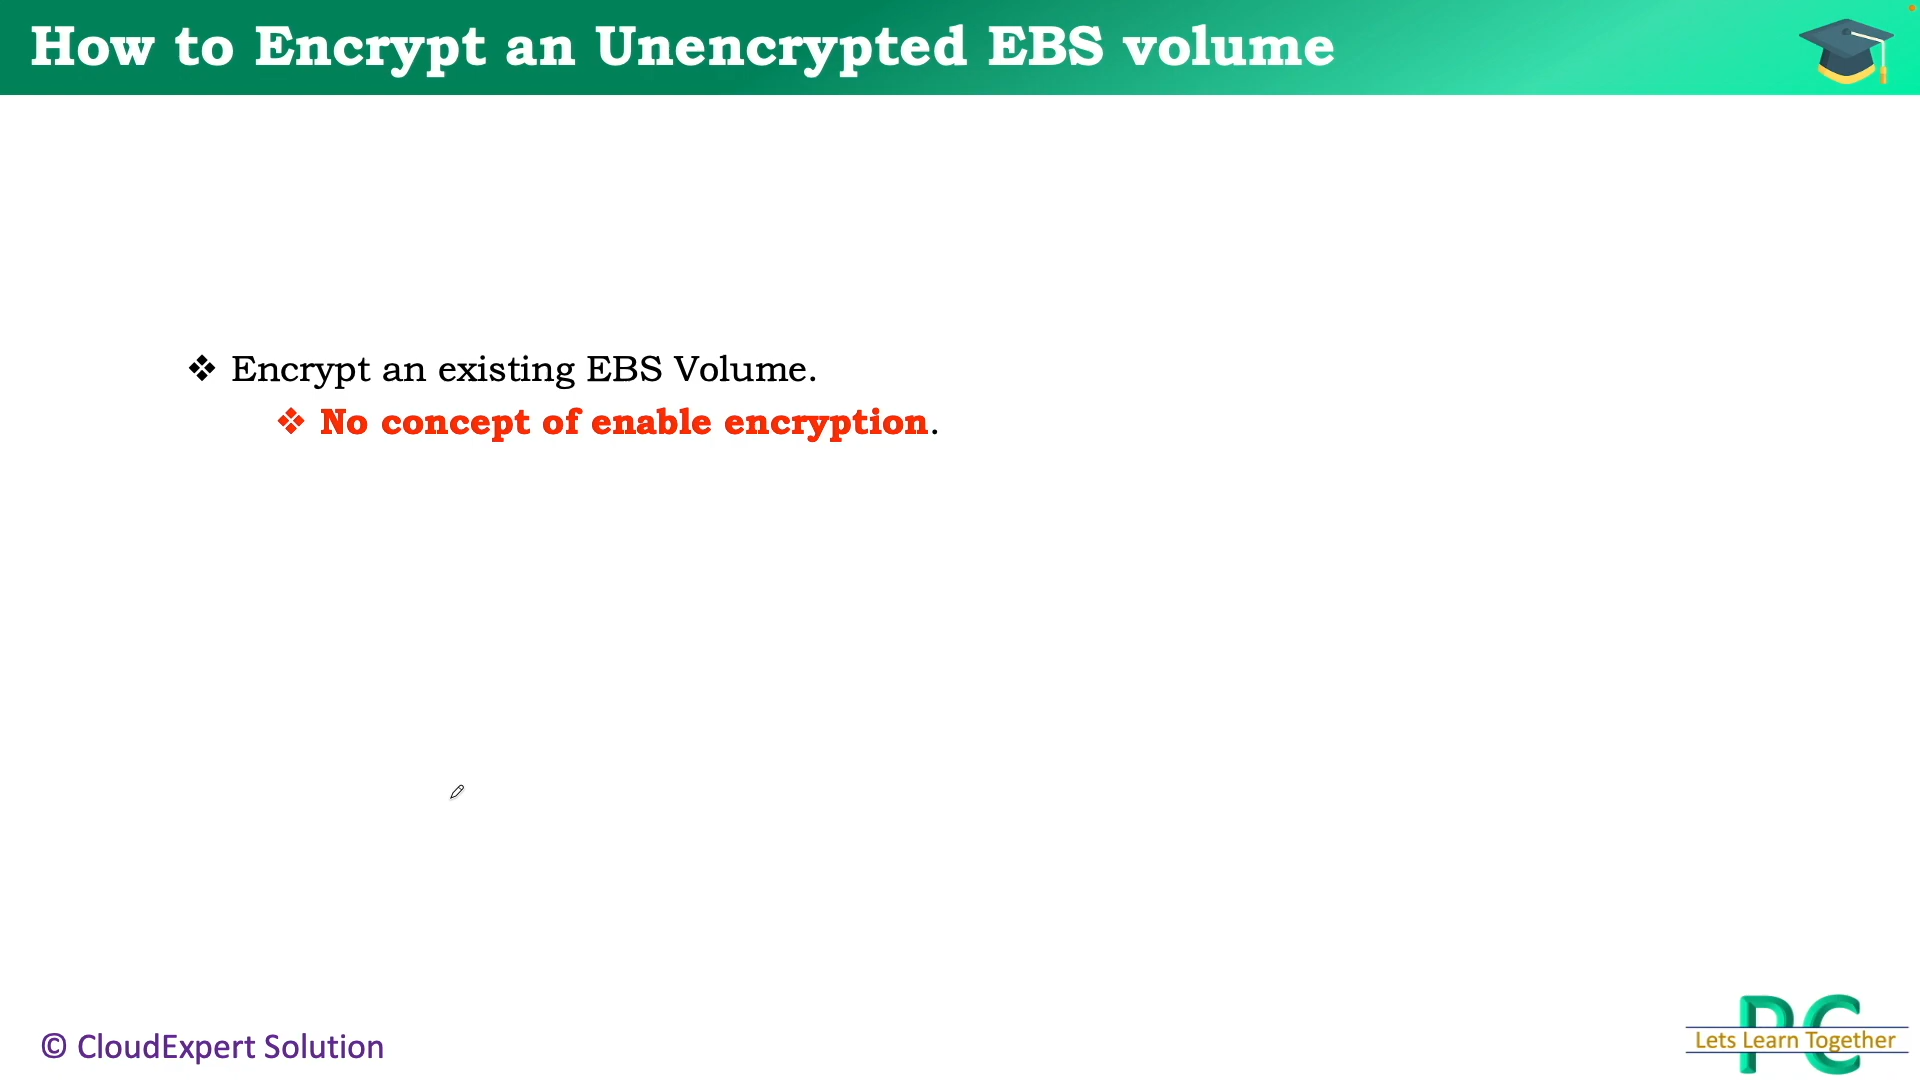 How to Encrypt an Unencrypted EBS volume
❖ Encrypt an existing EBS Volume.
❖ No concept of enable encryption.
© CloudExpert Solution
PC
Lets Learn Together